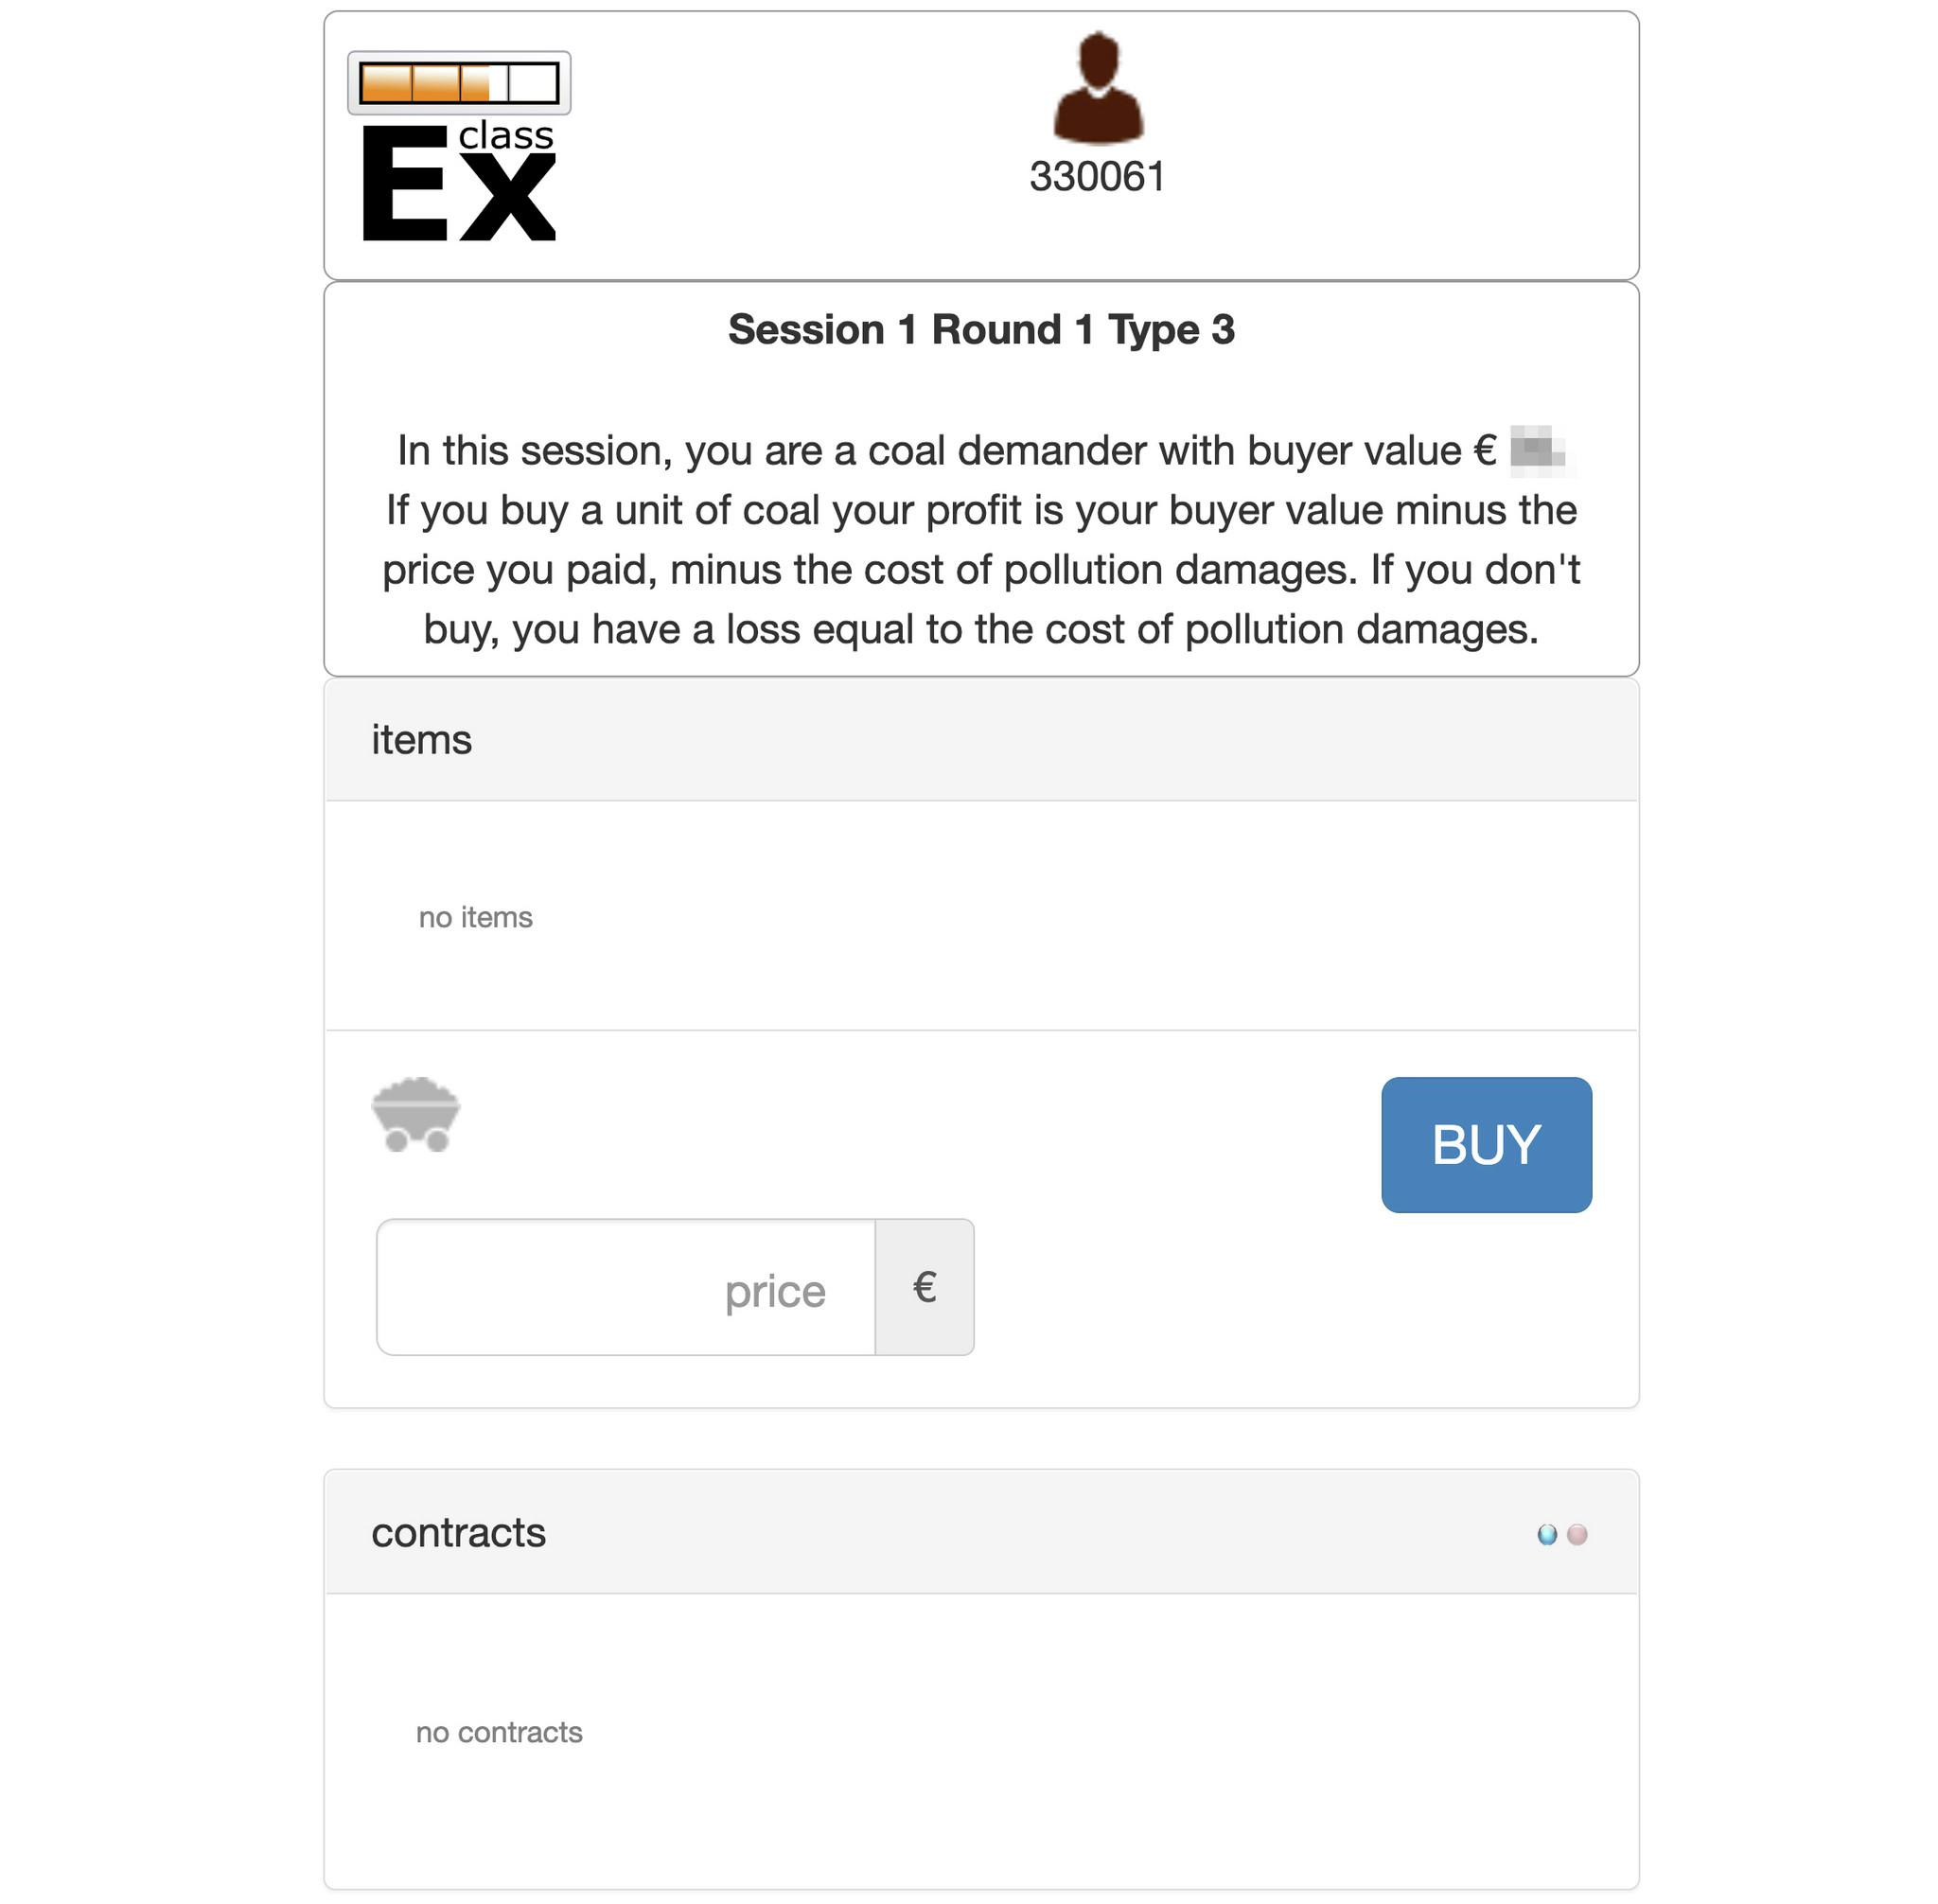 class
Ex
330061
Session 1 Round 1 Type 3
In this session, you are a coal demander with buyer value €
If you buy a unit of coal your profit is your buyer value minus the
price you paid, minus the cost of pollution damages. If you don't
buy, you have a loss equal to the cost of pollution damages.
items
no items
BUY
price €
contracts
no contracts